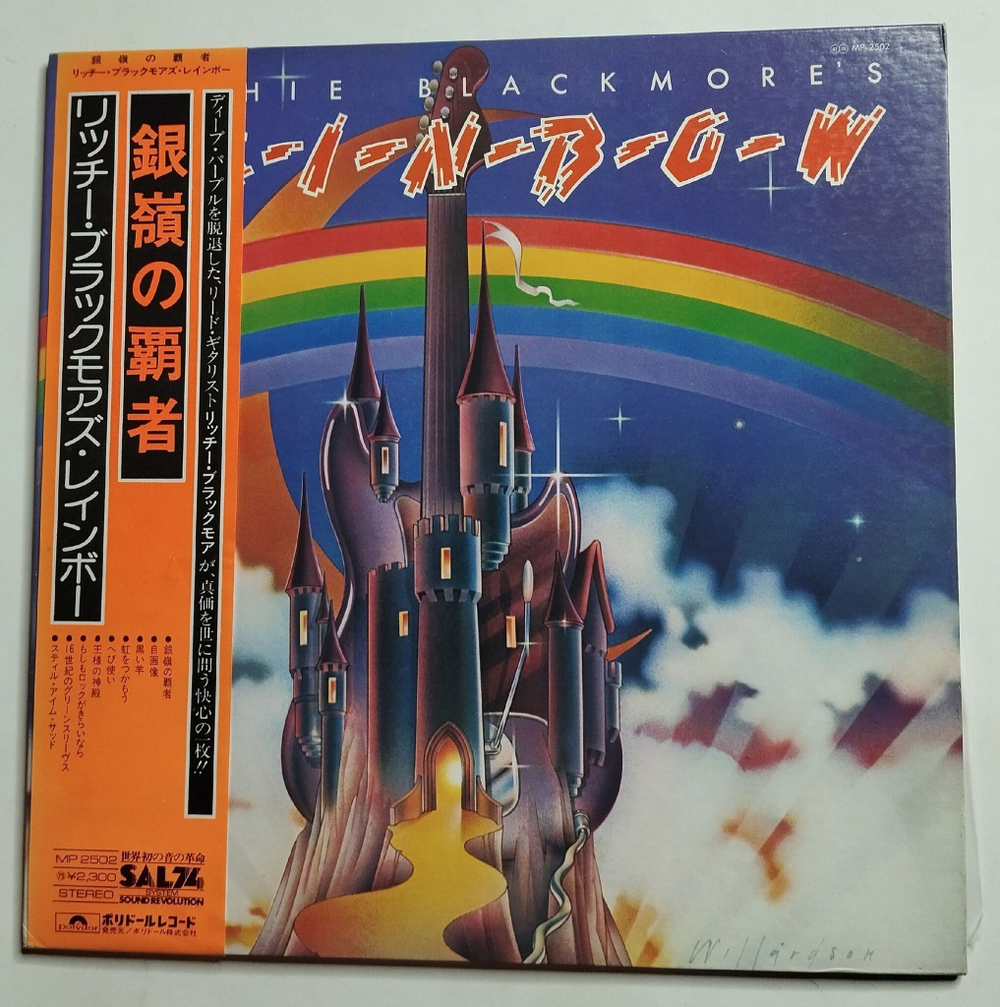 銀嶺の覇者
リッチー・ブラックモアズ・レインボー
ディープ・パープルを脱退した、リード・ギタリストリッチー・ブラックモアが、真価を世に問う快心の一枚!!
銀嶺の覇者
リッチー・ブラックモアズ・レインボー
●銀嶺の覇者
●自画像
●黒い羊
●虹をつかもう
●へび使い
●王様の神殿
●もしもロックがきらいなら
●16世紀のグリーンスリーヴス
●スティル・アイム・サッド
MP 2502
¥2,300
STEREO
世界初の音の革命
SAL74
SYSTEM
SOUND REVOLUTION
polydor
ポリドールレコード
発売元/ポリドール株式会社
MP 2502
HIE BLACKMORE'S
I-N-B-O-W
Willardson